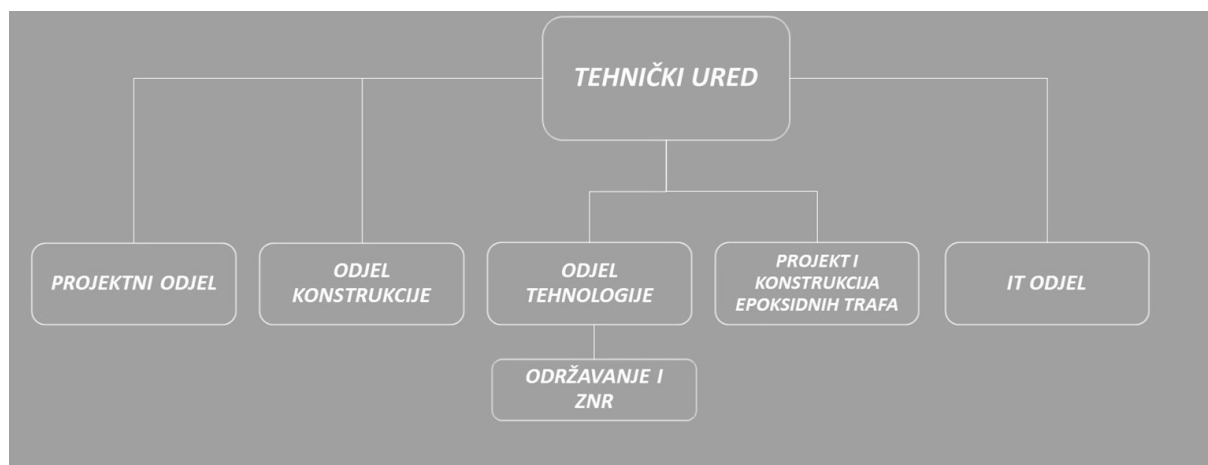 TEHNIČKI URED
PROJEKTNI ODJEL
ODJEL
KONSTRUKCIJE
ODJEL
TEHNOLOGIJE
PROJEKT I
KONSTRUKCIJA
EPOKSIDNIH TRAFA
IT ODJEL
ODRŽAVANJE I
ZNR